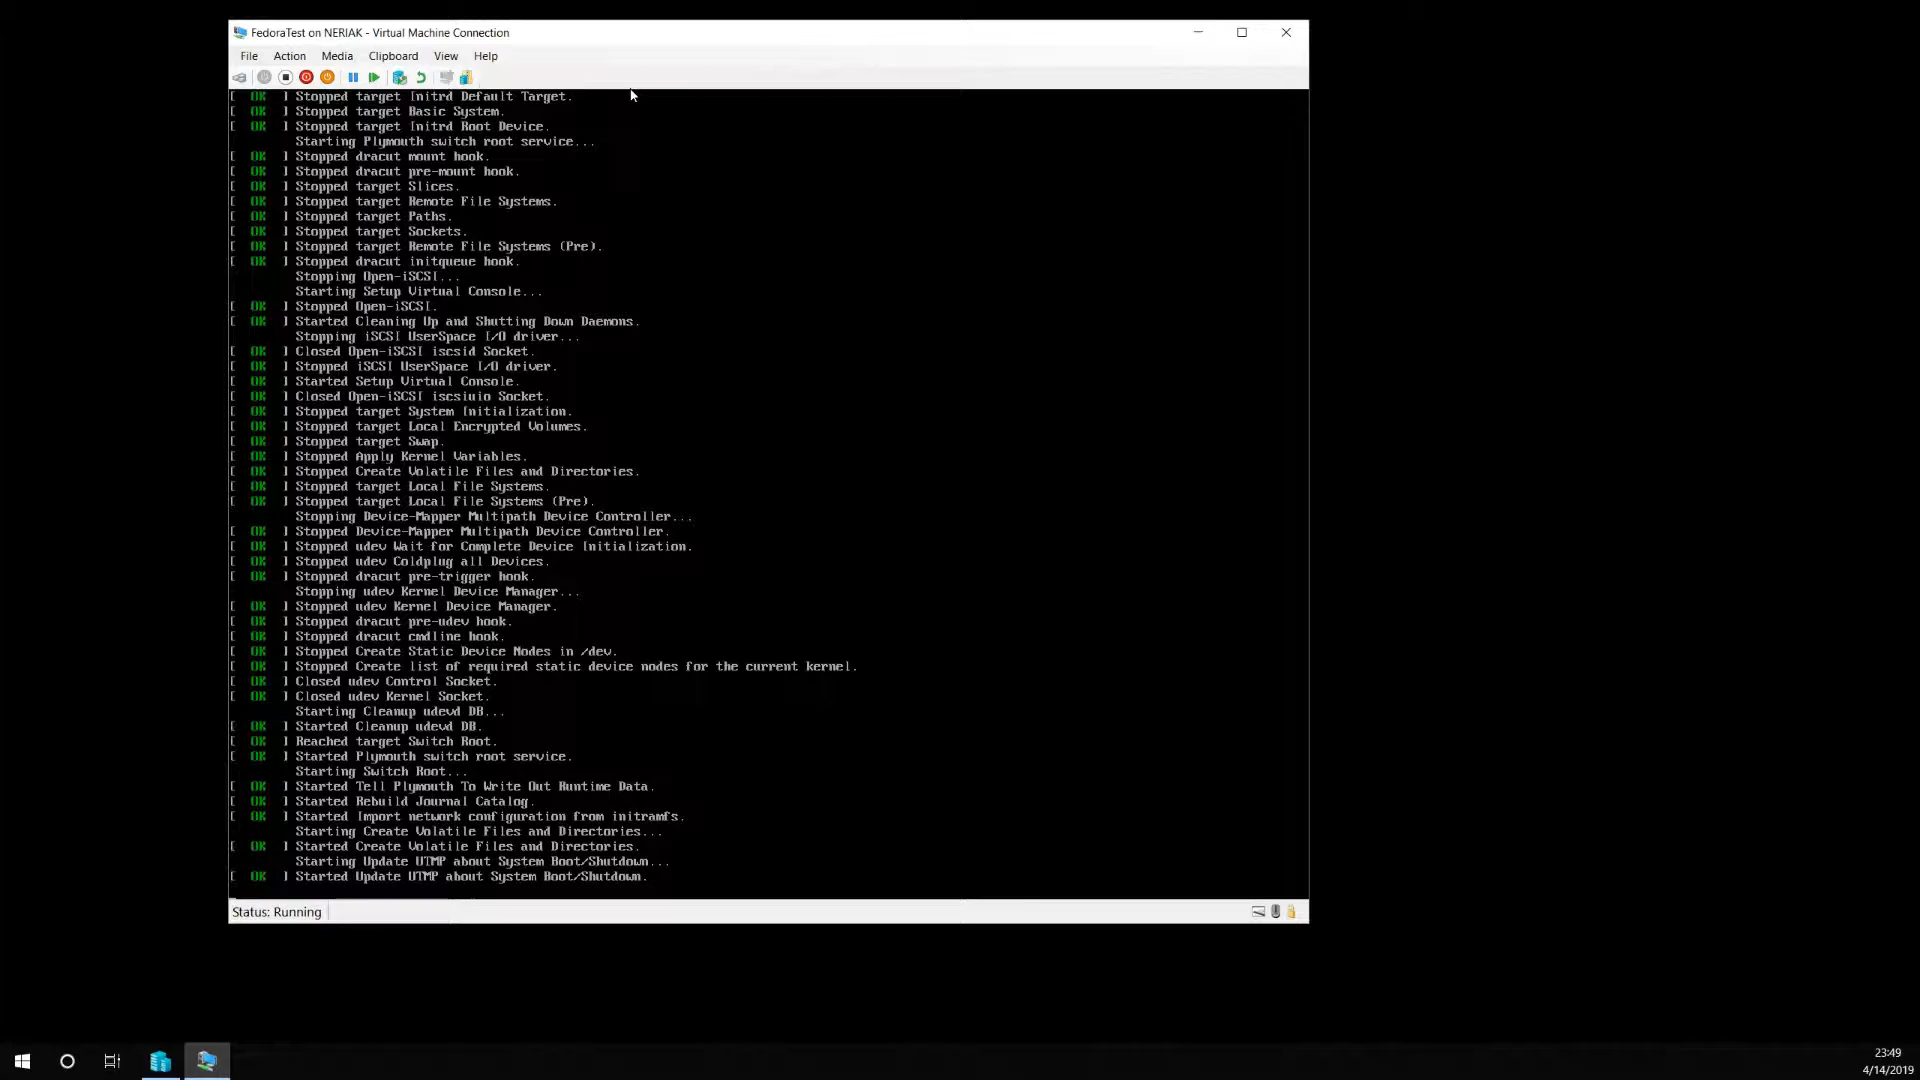 FedoraTest on NERIAK - Virtual Machine Connection
File Action Media Clipboard View Help
[ OK ] Stopped target Initrd Default Target.
[ OK ] Stopped target Basic System.
[ OK ] Stopped target Initrd Root Device.
Starting Plymouth switch root service...
[ OK ] Stopped dracut mount hook.
[ OK ] Stopped dracut pre-mount hook.
[ OK ] Stopped target Slices.
[ OK ] Stopped target Remote File Systems.
[ OK ] Stopped target Paths.
[ OK ] Stopped target Sockets.
[ OK ] Stopped target Remote File Systems (Pre).
[ OK ] Stopped dracut initqueue hook.
Stopping Open-iSCSI...
Starting Setup Virtual Console...
[ OK ] Stopped Open-iSCSI.
[ OK ] Started Cleaning Up and Shutting Down Daemons.
Stopping iSCSI UserSpace I/O driver...
[ OK ] Closed Open-iSCSI iscsid Socket.
[ OK ] Stopped iSCSI UserSpace I/O driver.
[ OK ] Started Setup Virtual Console.
[ OK ] Closed Open-iSCSI iscsiuio Socket.
[ OK ] Stopped target System Initialization.
[ OK ] Stopped target Local Encrypted Volumes.
[ OK ] Stopped target Swap.
[ OK ] Stopped Apply Kernel Variables.
[ OK ] Stopped Create Volatile Files and Directories.
[ OK ] Stopped target Local File Systems.
[ OK ] Stopped target Local File Systems (Pre).
Stopping Device-Mapper Multipath Device Controller...
[ OK ] Stopped Device-Mapper Multipath Device Controller.
[ OK ] Stopped udev Wait for Complete Device Initialization.
[ OK ] Stopped udev Coldplug all Devices.
[ OK ] Stopped dracut pre-trigger hook.
Stopping udev Kernel Device Manager...
[ OK ] Stopped udev Kernel Device Manager.
[ OK ] Stopped dracut pre-udev hook.
[ OK ] Stopped dracut cmdline hook.
[ OK ] Stopped Create Static Device Nodes in /dev.
[ OK ] Stopped Create list of required static device nodes for the current kernel.
[ OK ] Closed udev Control Socket.
[ OK ] Closed udev Kernel Socket.
Starting Cleanup udevd DB...
[ OK ] Started Cleanup udevd DB.
[ OK ] Reached target Switch Root.
[ OK ] Started Plymouth switch root service.
Starting Switch Root...
[ OK ] Started Tell Plymouth To Write Out Runtime Data.
[ OK ] Started Rebuild Journal Catalog.
[ OK ] Started Import network configuration from initramfs.
Starting Create Volatile Files and Directories...
[ OK ] Started Create Volatile Files and Directories.
Starting Update UTMP about System Boot/Shutdown...
[ OK ] Started Update UTMP about System Boot/Shutdown.
Status: Running
23:49
4/14/2019